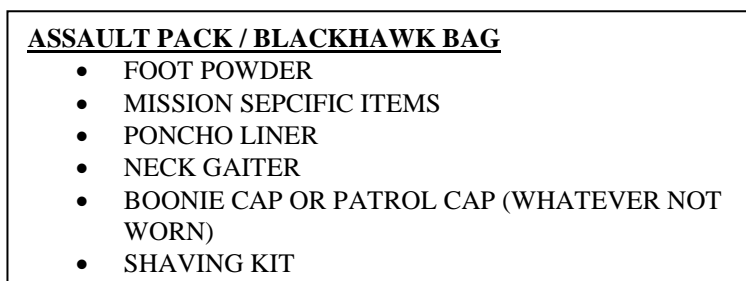 ASSAULT PACK / BLACKHAWK BAG
• FOOT POWDER
• MISSION SEPCIFIC ITEMS
• PONCHO LINER
• NECK GAITER
• BOONIE CAP OR PATROL CAP (WHATEVER NOT
WORN)
• SHAVING KIT